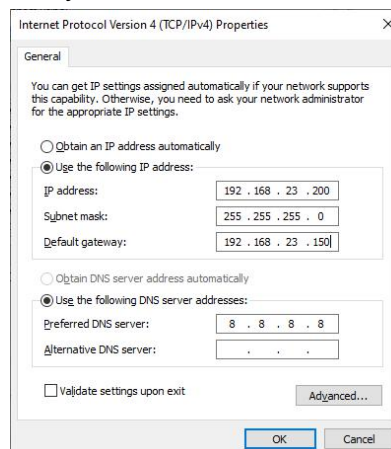 Internet Protocol Version 4 (TCP/IPv4) Properties
General
You can get IP settings assigned automatically if your network supports
this capability. Otherwise, you need to ask your network administrator
for the appropriate IP settings.
Obtain an IP address automatically
Use the following IP address:
IP address: 192 . 168 . 23 . 200
Subnet mask: 255 . 255 . 255 . 0
Default gateway: 192 . 168 . 23 . 150
Obtain DNS server address automatically
Use the following DNS server addresses:
Preferred DNS server: 8 . 8 . 8 . 8
Alternative DNS server: . . .
Validate settings upon exit
Advanced...
OK Cancel